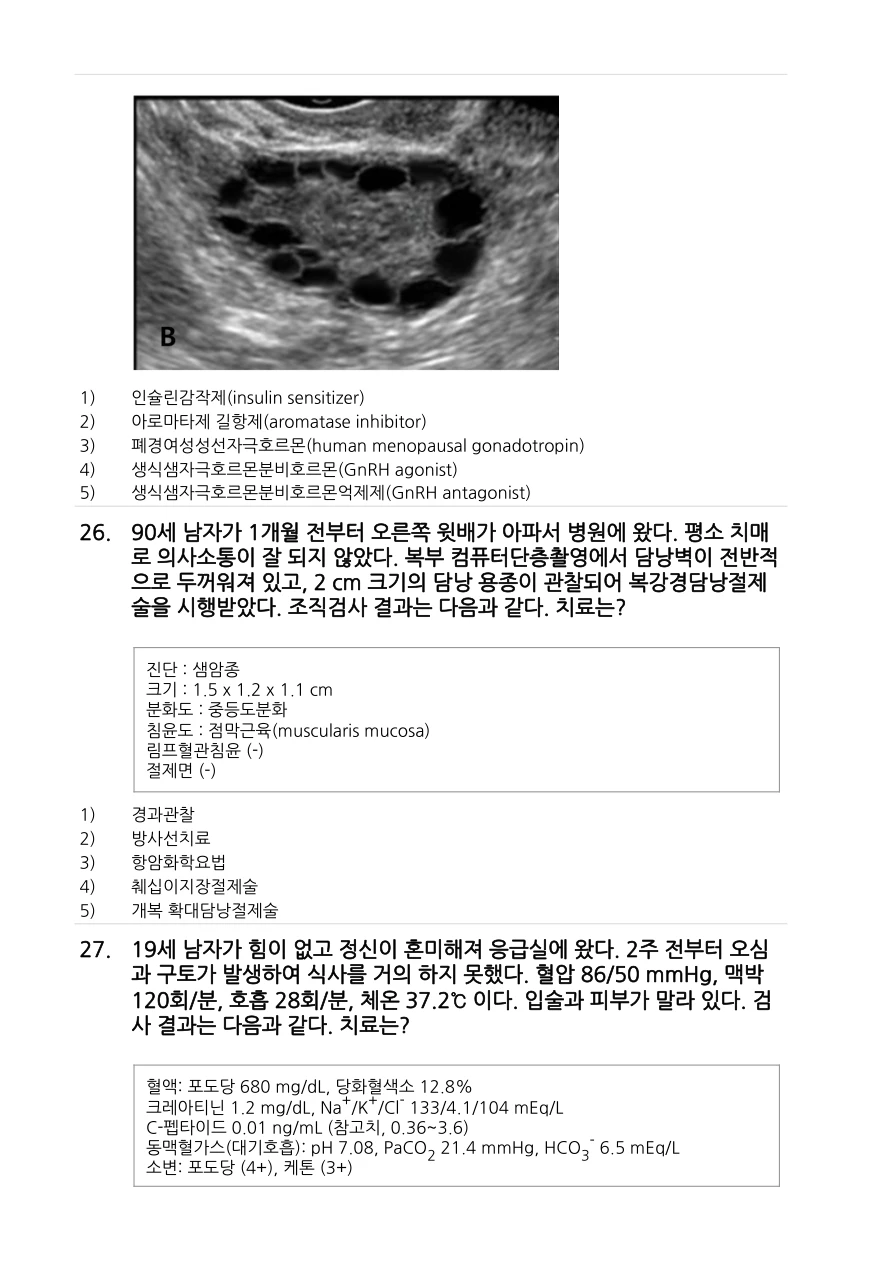 B
1) 인슐린감작제(insulin sensitizer)
2) 아로마타제 길항제(aromatase inhibitor)
3) 폐경여성성선자극호르몬(human menopausal gonadotropin)
4) 생식샘자극호르몬분비호르몬(GnRH agonist)
5) 생식샘자극호르몬분비호르몬억제제(GnRH antagonist)
26. 90세 남자가 1개월 전부터 오른쪽 윗배가 아파서 병원에 왔다. 평소 치매
로 의사소통이 잘 되지 않았다. 복부 컴퓨터단층촬영에서 담낭벽이 전반적
으로 두꺼워져 있고, 2 cm 크기의 담낭 용종이 관찰되어 복강경담낭절제
술을 시행받았다. 조직검사 결과는 다음과 같다. 치료는?
진단 : 샘암종
크기 : 1.5 x 1.2 x 1.1 cm
분화도 : 중등도분화
침윤도 : 점막근육(muscularis mucosa)
림프혈관침윤 (-)
절제면 (-)
1) 경과관찰
2) 방사선치료
3) 항암화학요법
4) 췌십이지장절제술
5) 개복 확대담낭절제술
27. 19세 남자가 힘이 없고 정신이 혼미해져 응급실에 왔다. 2주 전부터 오심
과 구토가 발생하여 식사를 거의 하지 못했다. 혈압 86/50 mmHg, 맥박
120회/분, 호흡 28회/분, 체온 37.2℃ 이다. 입술과 피부가 말라 있다. 검
사 결과는 다음과 같다. 치료는?
혈액: 포도당 680 mg/dL, 당화혈색소 12.8%
크레아티닌 1.2 mg/dL, Na⁺/K⁺/Cl⁻ 133/4.1/104 mEq/L
C-펩타이드 0.01 ng/mL (참고치, 0.36~3.6)
동맥혈가스(대기호흡): pH 7.08, PaCO₂ 21.4 mmHg, HCO₃⁻ 6.5 mEq/L
소변: 포도당 (4+), 케톤 (3+)